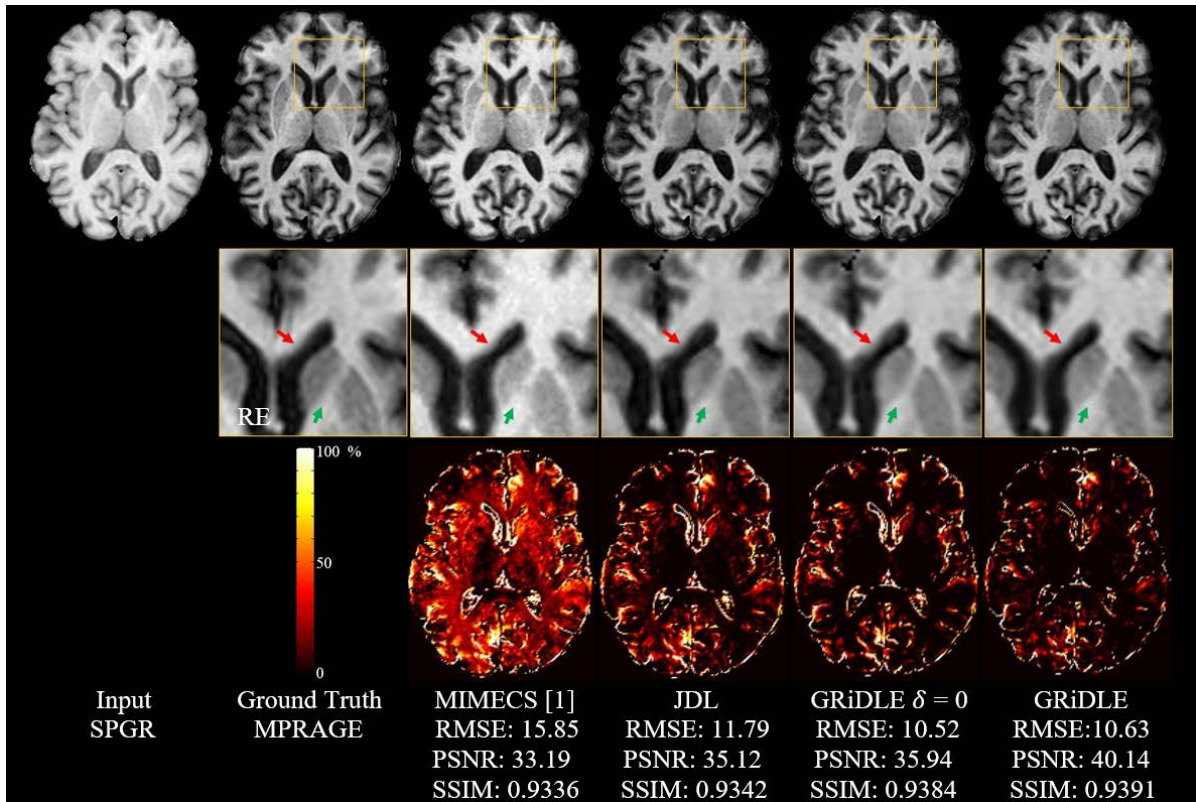 RE
100 %
50
0
Input
SPGR
Ground Truth
MPRAGE
MIMECS [1]
RMSE: 15.85
PSNR: 33.19
SSIM: 0.9336
JDL
RMSE: 11.79
PSNR: 35.12
SSIM: 0.9342
GRiDLE δ = 0
RMSE: 10.52
PSNR: 35.94
SSIM: 0.9384
GRiDLE
RMSE:10.63
PSNR: 40.14
SSIM: 0.9391